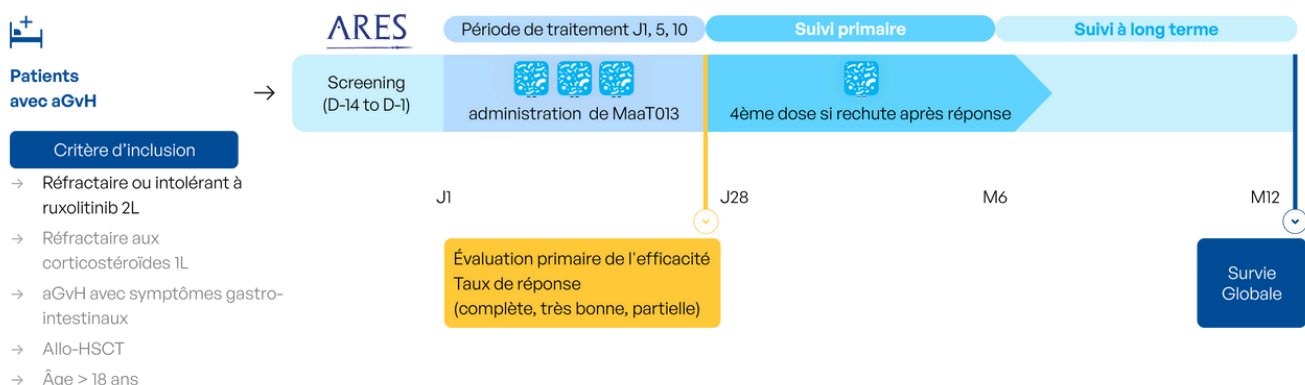 ARES
Période de traitement J1, 5, 10
Suivi primaire
Suivi à long terme
Patients
avec aGvH
→
Screening
(D-14 to D-1)
administration de MaaT013
4ème dose si rechute après réponse
Critère d'inclusion
→ Réfractaire ou intolérant à
ruxolitinib 2L
→ Réfractaire aux
corticostéroïdes 1L
→ aGvH avec symptômes gastro-
intestinaux
→ Allo-HSCT
→ Âge > 18 ans
J1
J28
M6
M12
Évaluation primaire de l'efficacité
Taux de réponse
(complète, très bonne, partielle)
Survie
Globale